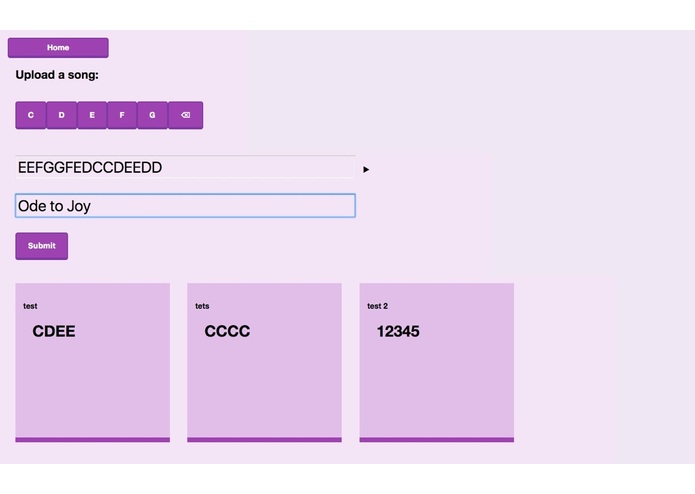 Home
Upload a song:
C D E F G ⌫
EEFGGFEDCCDEEDD
Ode to Joy
Submit
test
CDEE
tets
CCCC
test 2
12345